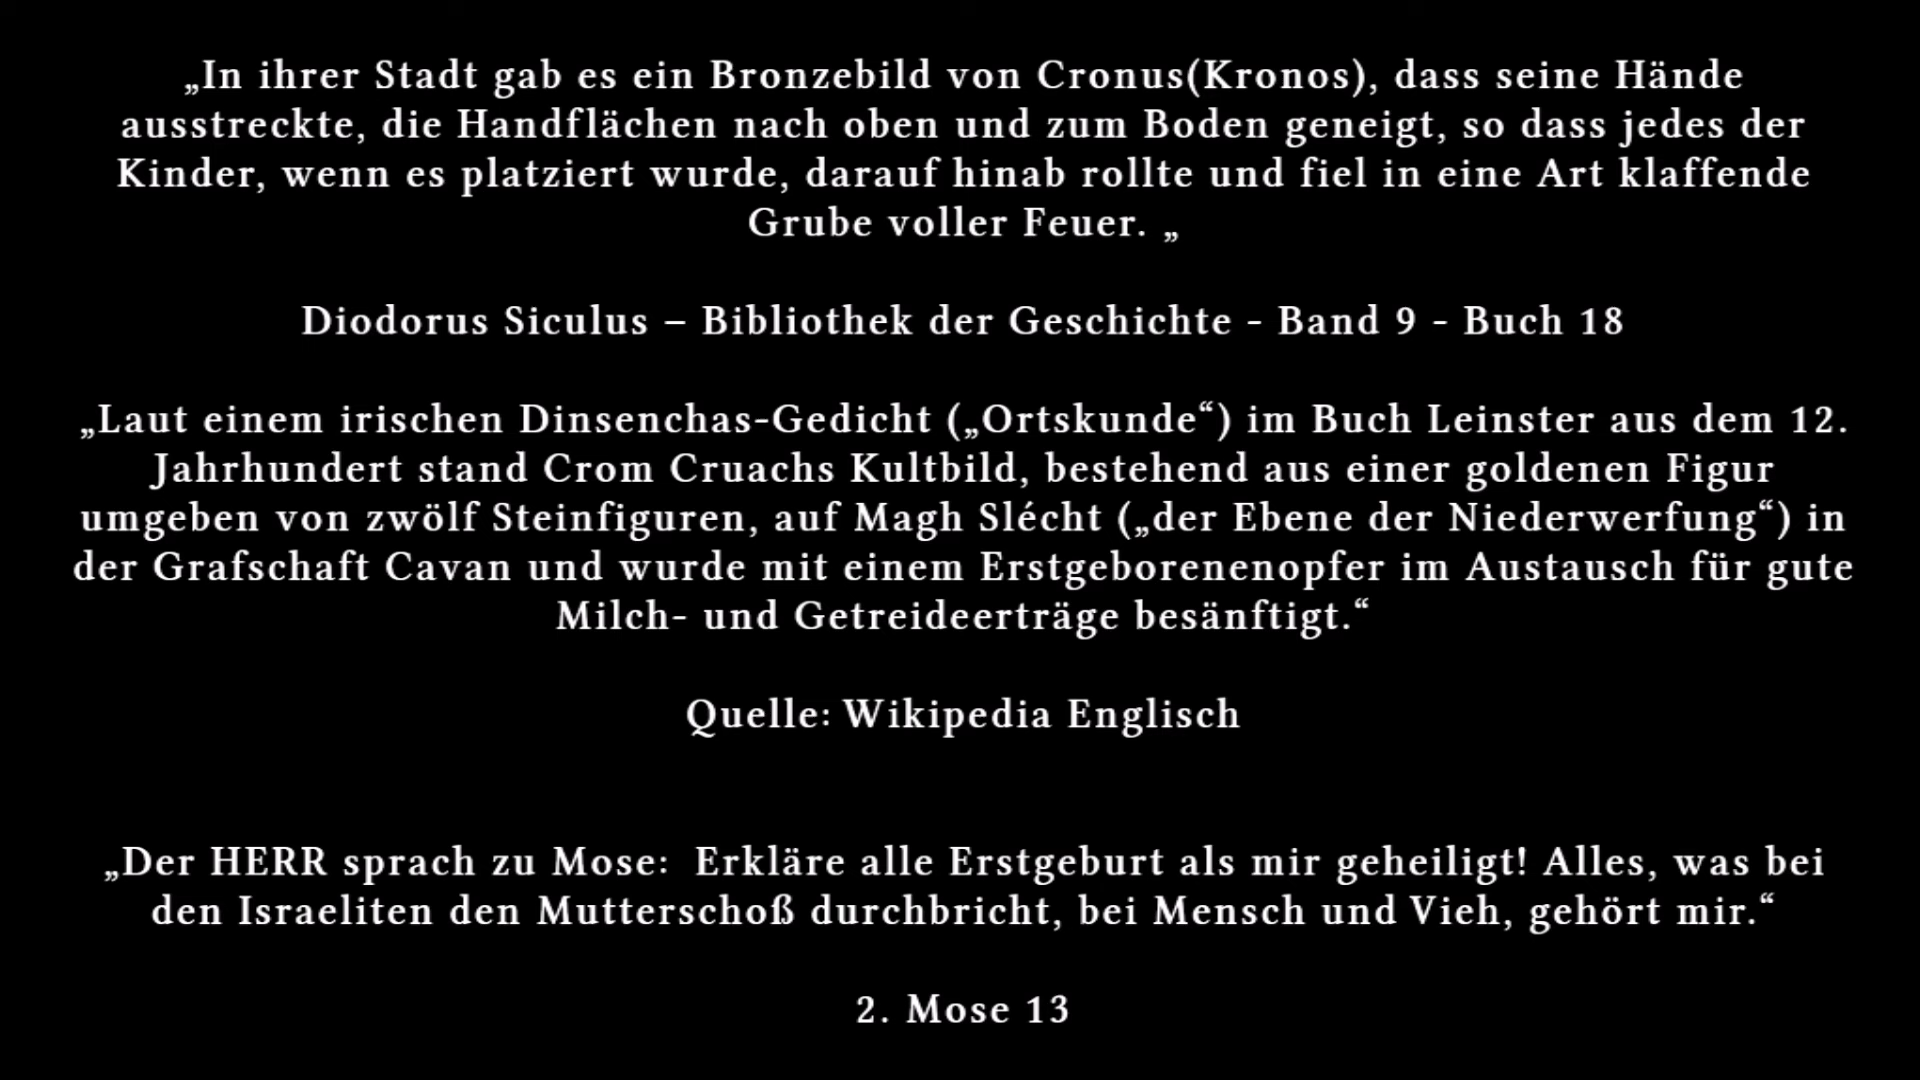 „In ihrer Stadt gab es ein Bronzebild von Cronus(Kronos), dass seine Hände
ausstreckte, die Handflächen nach oben und zum Boden geneigt, so dass jedes der
Kinder, wenn es platziert wurde, darauf hinab rollte und fiel in eine Art klaffende
Grube voller Feuer. „
Diodorus Siculus – Bibliothek der Geschichte - Band 9 - Buch 18
„Laut einem irischen Dinsenchas-Gedicht („Ortskunde“) im Buch Leinster aus dem 12.
Jahrhundert stand Crom Cruachs Kultbild, bestehend aus einer goldenen Figur
umgeben von zwölf Steinfiguren, auf Magh Slécht („der Ebene der Niederwerfung“) in
der Grafschaft Cavan und wurde mit einem Erstgeborenenopfer im Austausch für gute
Milch- und Getreideerträge besänftigt.“
Quelle: Wikipedia Englisch
„Der HERR sprach zu Mose:  Erkläre alle Erstgeburt als mir geheiligt! Alles, was bei
den Israeliten den Mutterschoß durchbricht, bei Mensch und Vieh, gehört mir.“
2. Mose 13